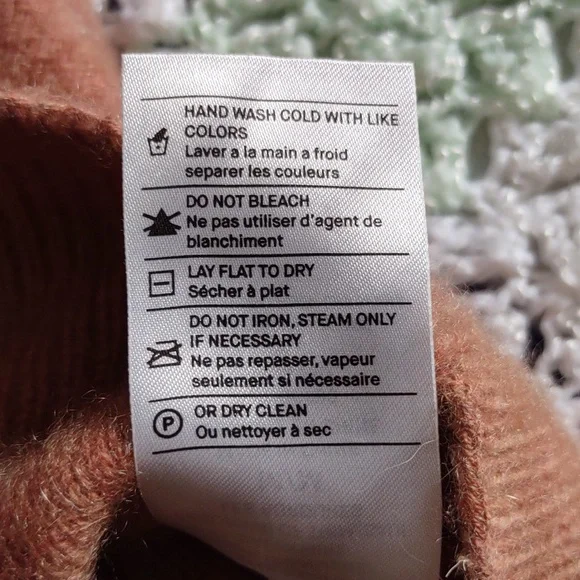 HAND WASH COLD WITH LIKE
COLORS
Laver a la main a froid
separer les couleurs
DO NOT BLEACH
Ne pas utiliser d'agent de
blanchiment
LAY FLAT TO DRY
Sécher à plat
DO NOT IRON, STEAM ONLY
IF NECESSARY
Ne pas repasser, vapeur
seulement si nécessaire
P
OR DRY CLEAN
Ou nettoyer à sec